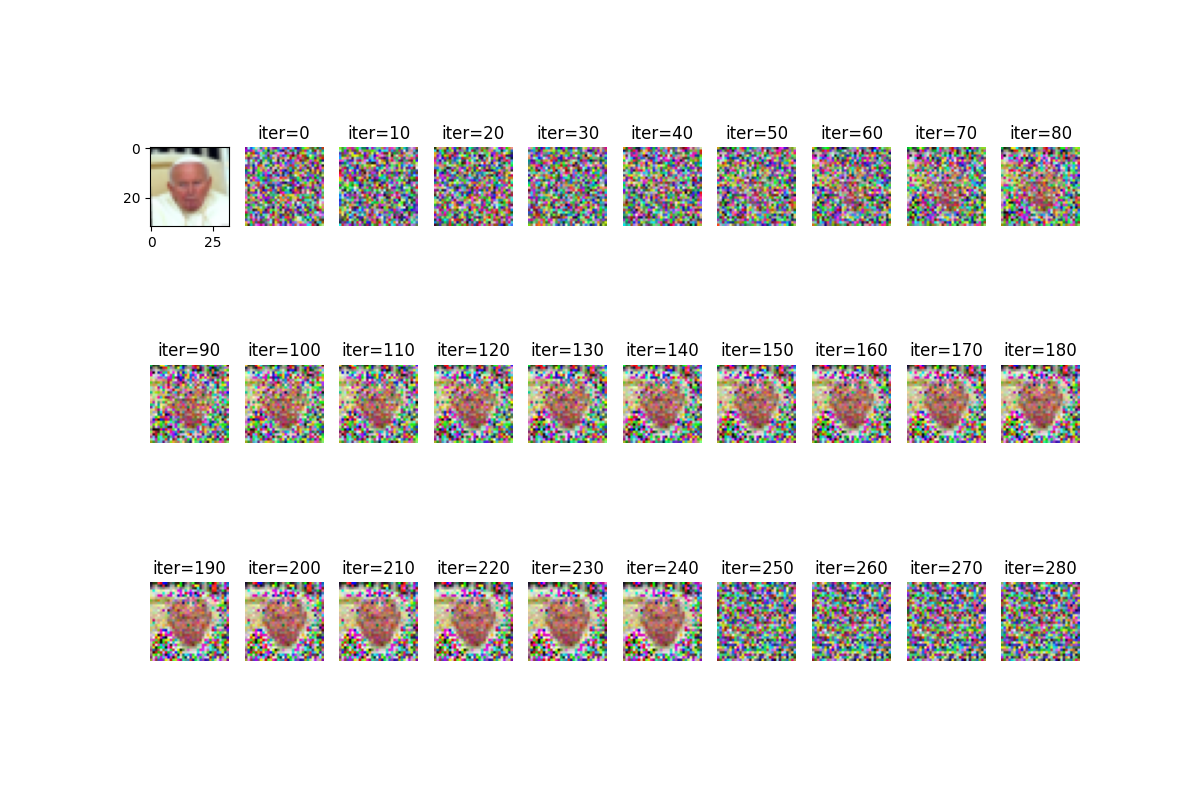 iter=0 iter=10 iter=20 iter=30 iter=40 iter=50 iter=60 iter=70 iter=80
0
20
0 25
iter=90 iter=100 iter=110 iter=120 iter=130 iter=140 iter=150 iter=160 iter=170 iter=180
iter=190 iter=200 iter=210 iter=220 iter=230 iter=240 iter=250 iter=260 iter=270 iter=280